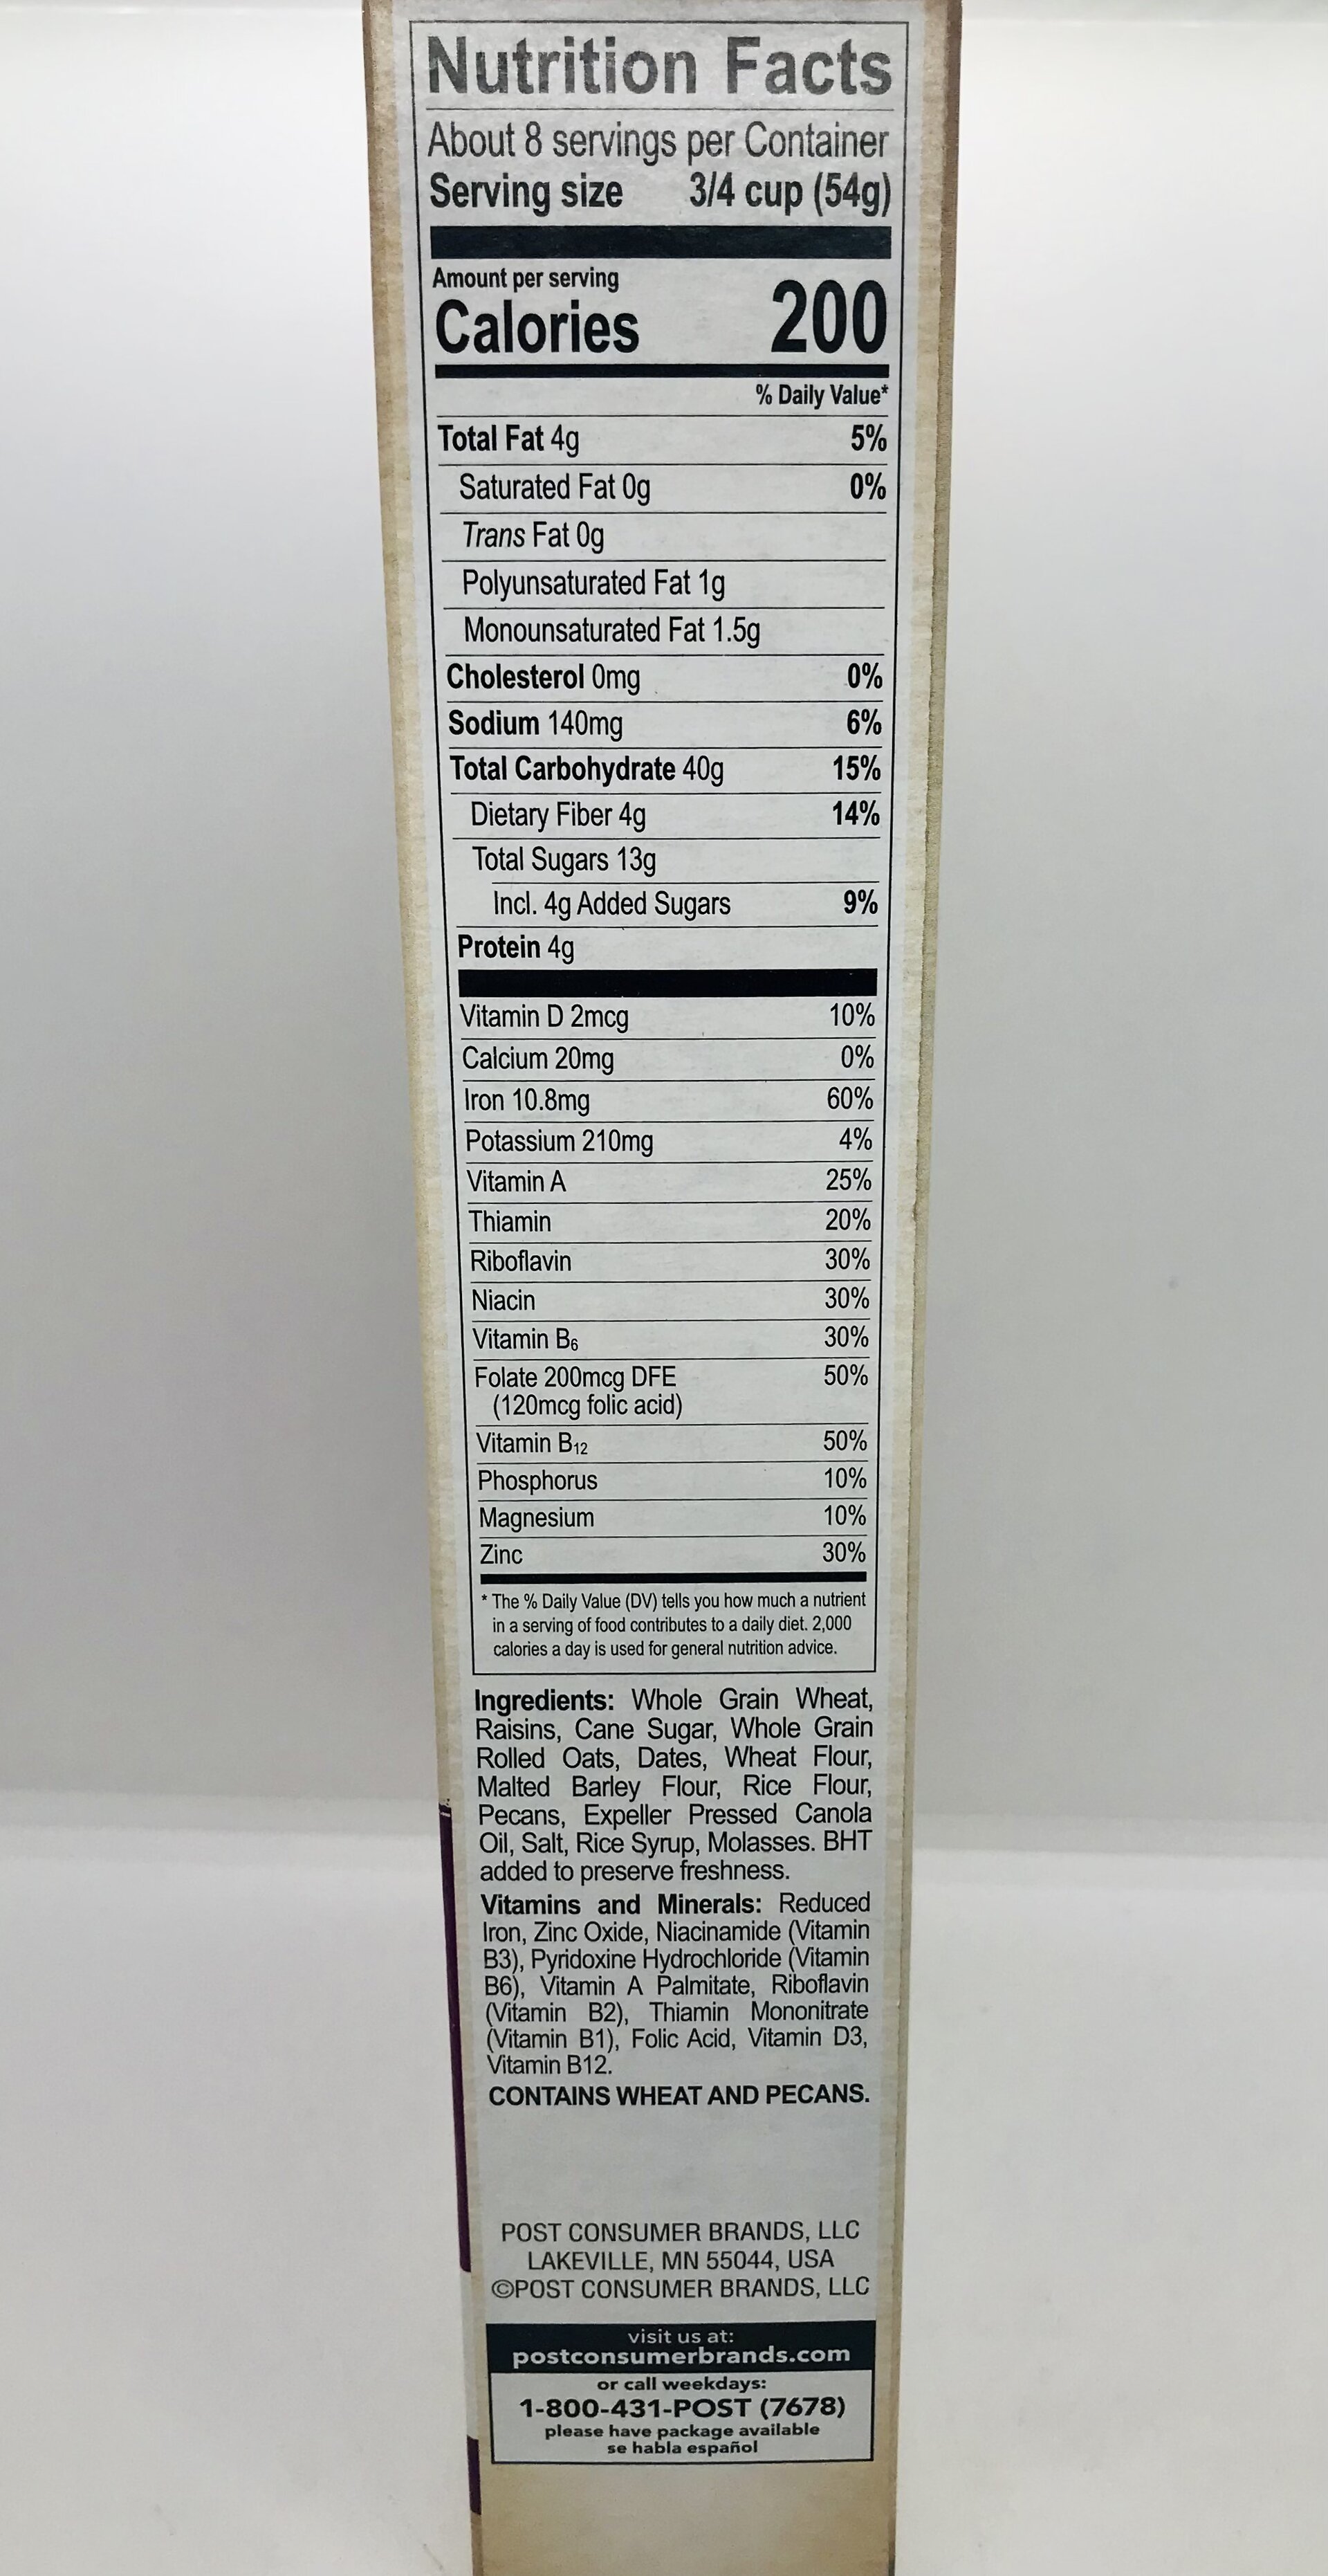 Nutrition Facts
About 8 servings per Container
Serving size 3/4 cup (54g)
Amount per serving
Calories 200
% Daily Value*
Total Fat 4g 5%
Saturated Fat 0g 0%
Trans Fat 0g
Polyunsaturated Fat 1g
Monounsaturated Fat 1.5g
Cholesterol 0mg 0%
Sodium 140mg 6%
Total Carbohydrate 40g 15%
Dietary Fiber 4g 14%
Total Sugars 13g
Incl. 4g Added Sugars 9%
Protein 4g
Vitamin D 2mcg 10%
Calcium 20mg 0%
Iron 10.8mg 60%
Potassium 210mg 4%
Vitamin A 25%
Thiamin 20%
Riboflavin 30%
Niacin 30%
Vitamin B₆ 30%
Folate 200mcg DFE 50%
(120mcg folic acid)
Vitamin B₁₂ 50%
Phosphorus 10%
Magnesium 10%
Zinc 30%
* The % Daily Value (DV) tells you how much a nutrient
in a serving of food contributes to a daily diet. 2,000
calories a day is used for general nutrition advice.
Ingredients: Whole Grain Wheat,
Raisins, Cane Sugar, Whole Grain
Rolled Oats, Dates, Wheat Flour,
Malted Barley Flour, Rice Flour,
Pecans, Expeller Pressed Canola
Oil, Salt, Rice Syrup, Molasses. BHT
added to preserve freshness.
Vitamins and Minerals: Reduced
Iron, Zinc Oxide, Niacinamide (Vitamin
B3), Pyridoxine Hydrochloride (Vitamin
B6), Vitamin A Palmitate, Riboflavin
(Vitamin B2), Thiamin Mononitrate
(Vitamin B1), Folic Acid, Vitamin D3,
Vitamin B12.
CONTAINS WHEAT AND PECANS.
POST CONSUMER BRANDS, LLC
LAKEVILLE, MN 55044, USA
©POST CONSUMER BRANDS, LLC
visit us at:
postconsumerbrands.com
or call weekdays:
1-800-431-POST (7678)
please have package available
se habla español